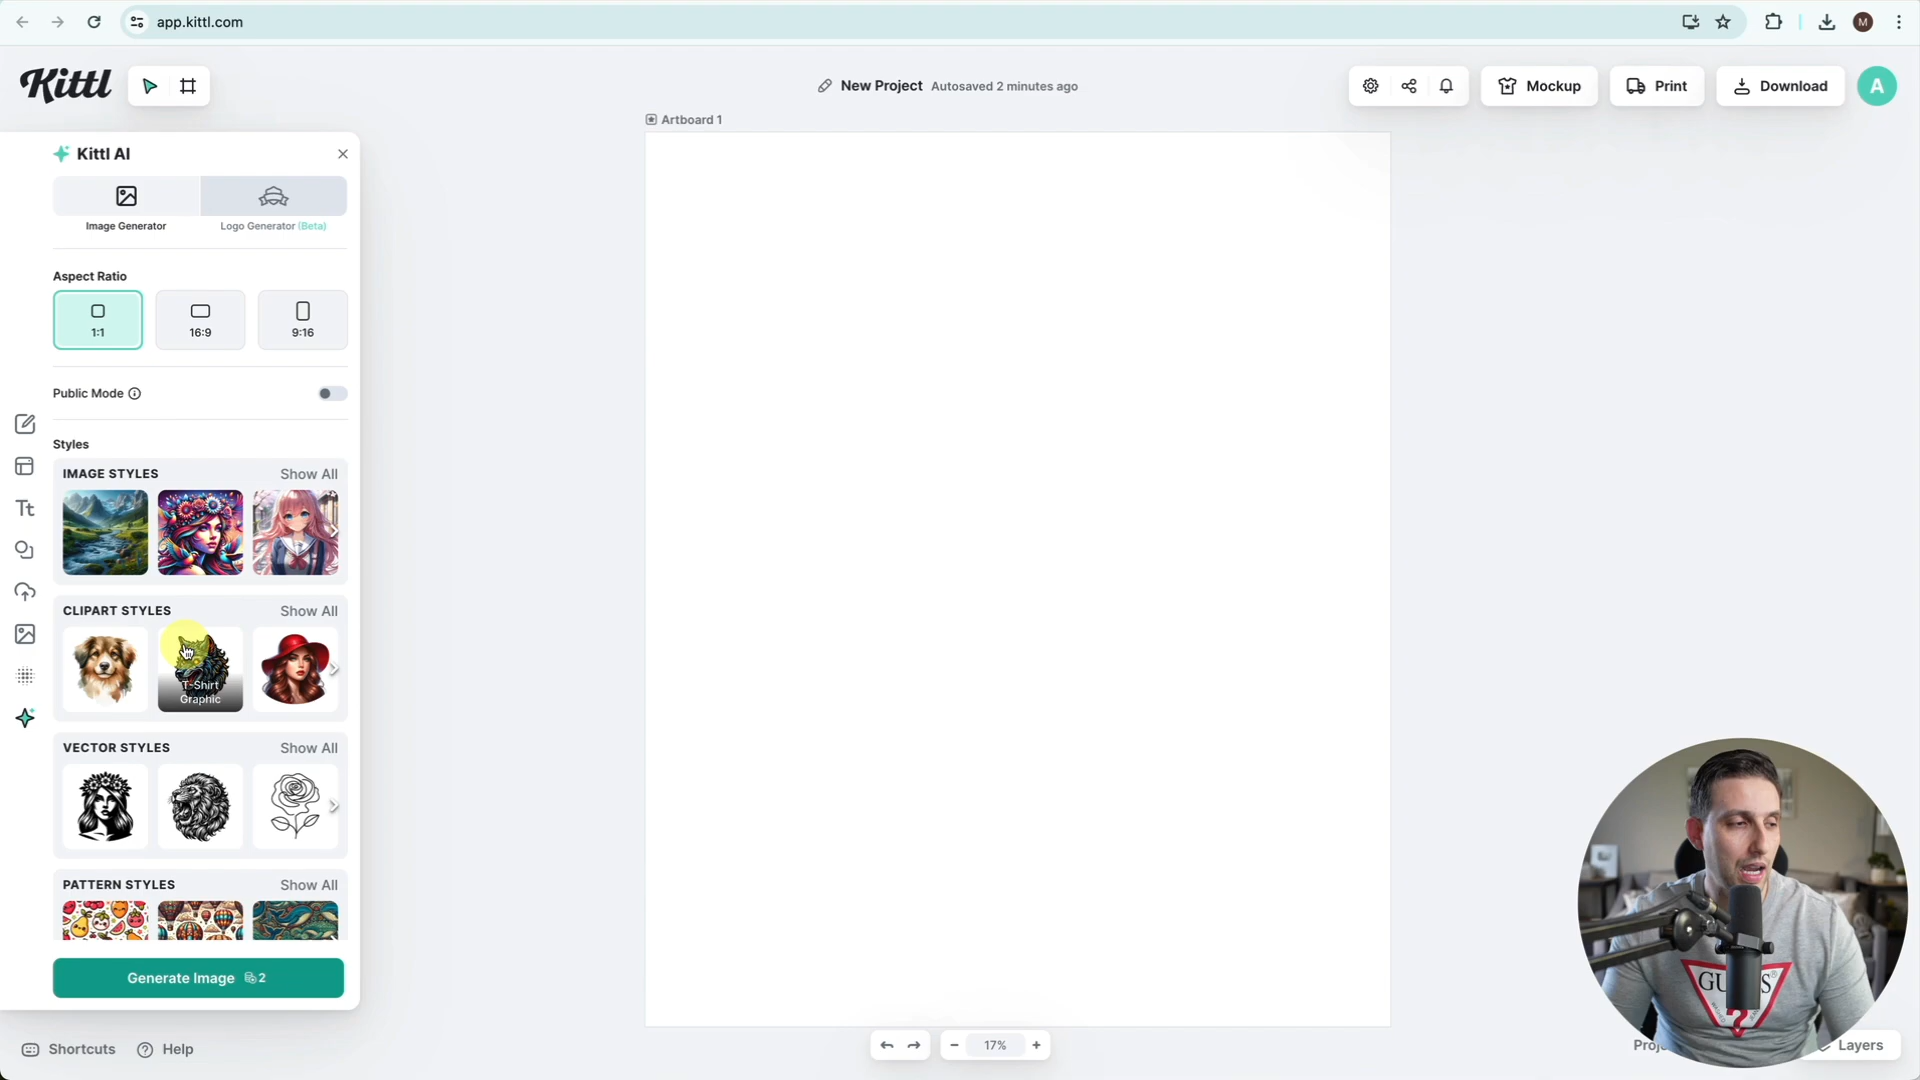 app.kittl.com
M
Kittl
New Project Autosaved 2 minutes ago
Mockup
Print
Download
A
Artboard 1
Kittl AI
Image Generator
Logo Generator (Beta)
Aspect Ratio
1:1
16:9
9:16
Public Mode
Styles
IMAGE STYLES Show All
CLIPART STYLES Show All
T-Shirt
Graphic
VECTOR STYLES Show All
PATTERN STYLES Show All
Generate Image 2
Tt
Shortcuts
Help
17%
Layers